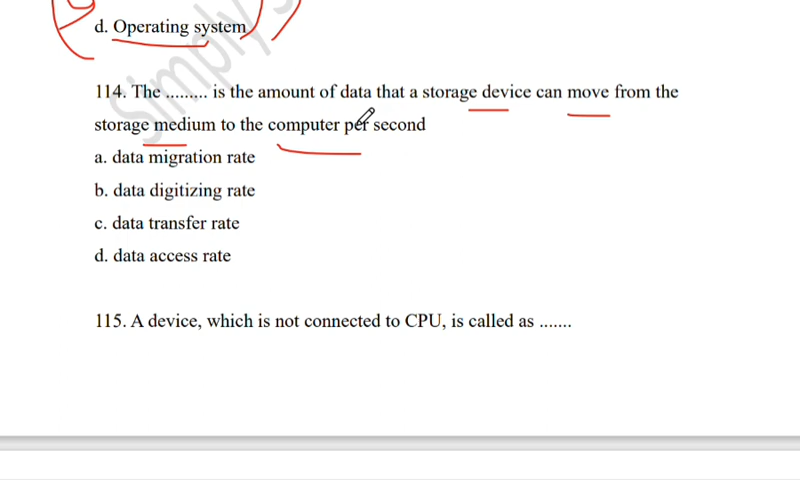 d. Operating system
114. The ......... is the amount of data that a storage device can move from the
storage medium to the computer per second
a. data migration rate
b. data digitizing rate
c. data transfer rate
d. data access rate
115. A device, which is not connected to CPU, is called as .......
Simply